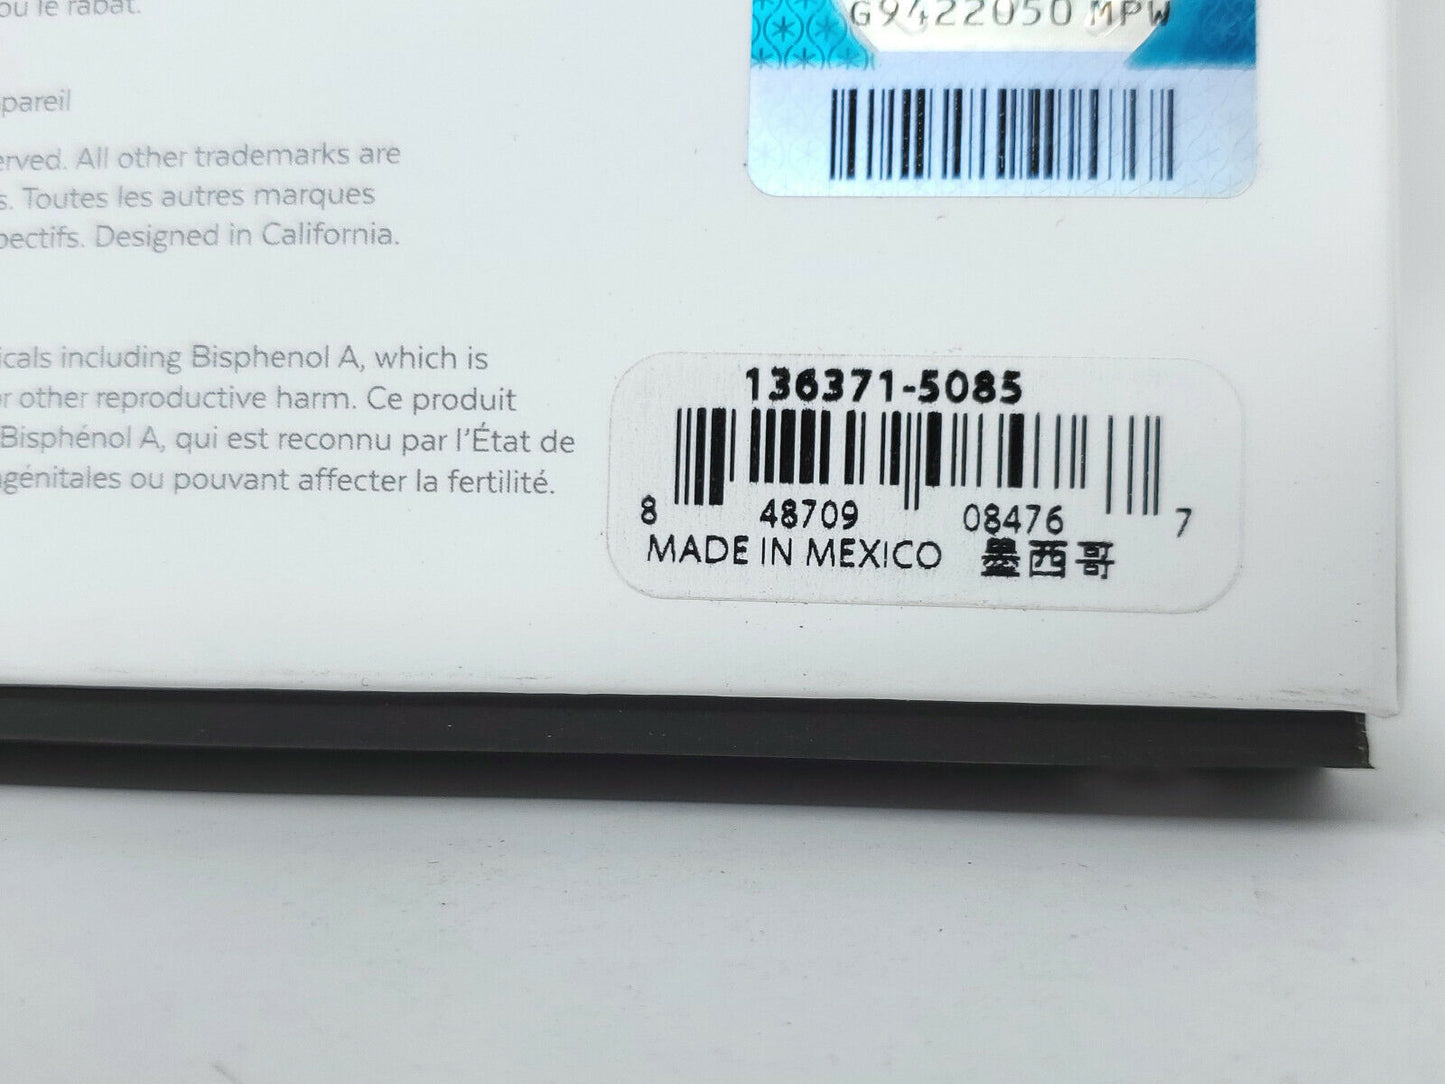 ou le rabat.
pareil
erved. All other trademarks are
s. Toutes les autres marques
pectifs. Designed in California.
icals including Bisphenol A, which is
r other reproductive harm. Ce produit
Bisphénol A, qui est reconnu par l'État de
génitales ou pouvant affecter la fertilité.
G9422050 MPW
136371-5085
8 48709 08476 7
MADE IN MEXICO 墨西哥